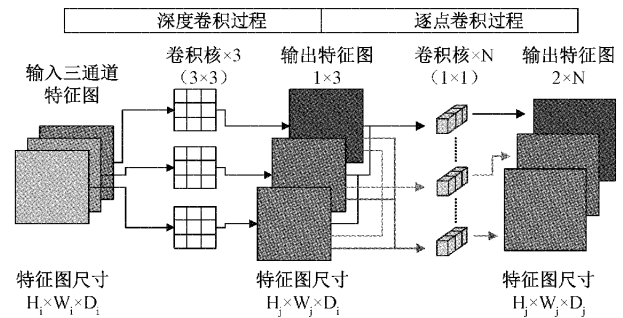 深度卷积过程 逐点卷积过程
输入三通道
特征图
卷积核×3
(3×3)
输出特征图
1×3
卷积核×N
(1×1)
输出特征图
2×N
特征图尺寸
Hi×Wi×Di
特征图尺寸
Hj×Wj×Di
特征图尺寸
Hj×Wj×Dj